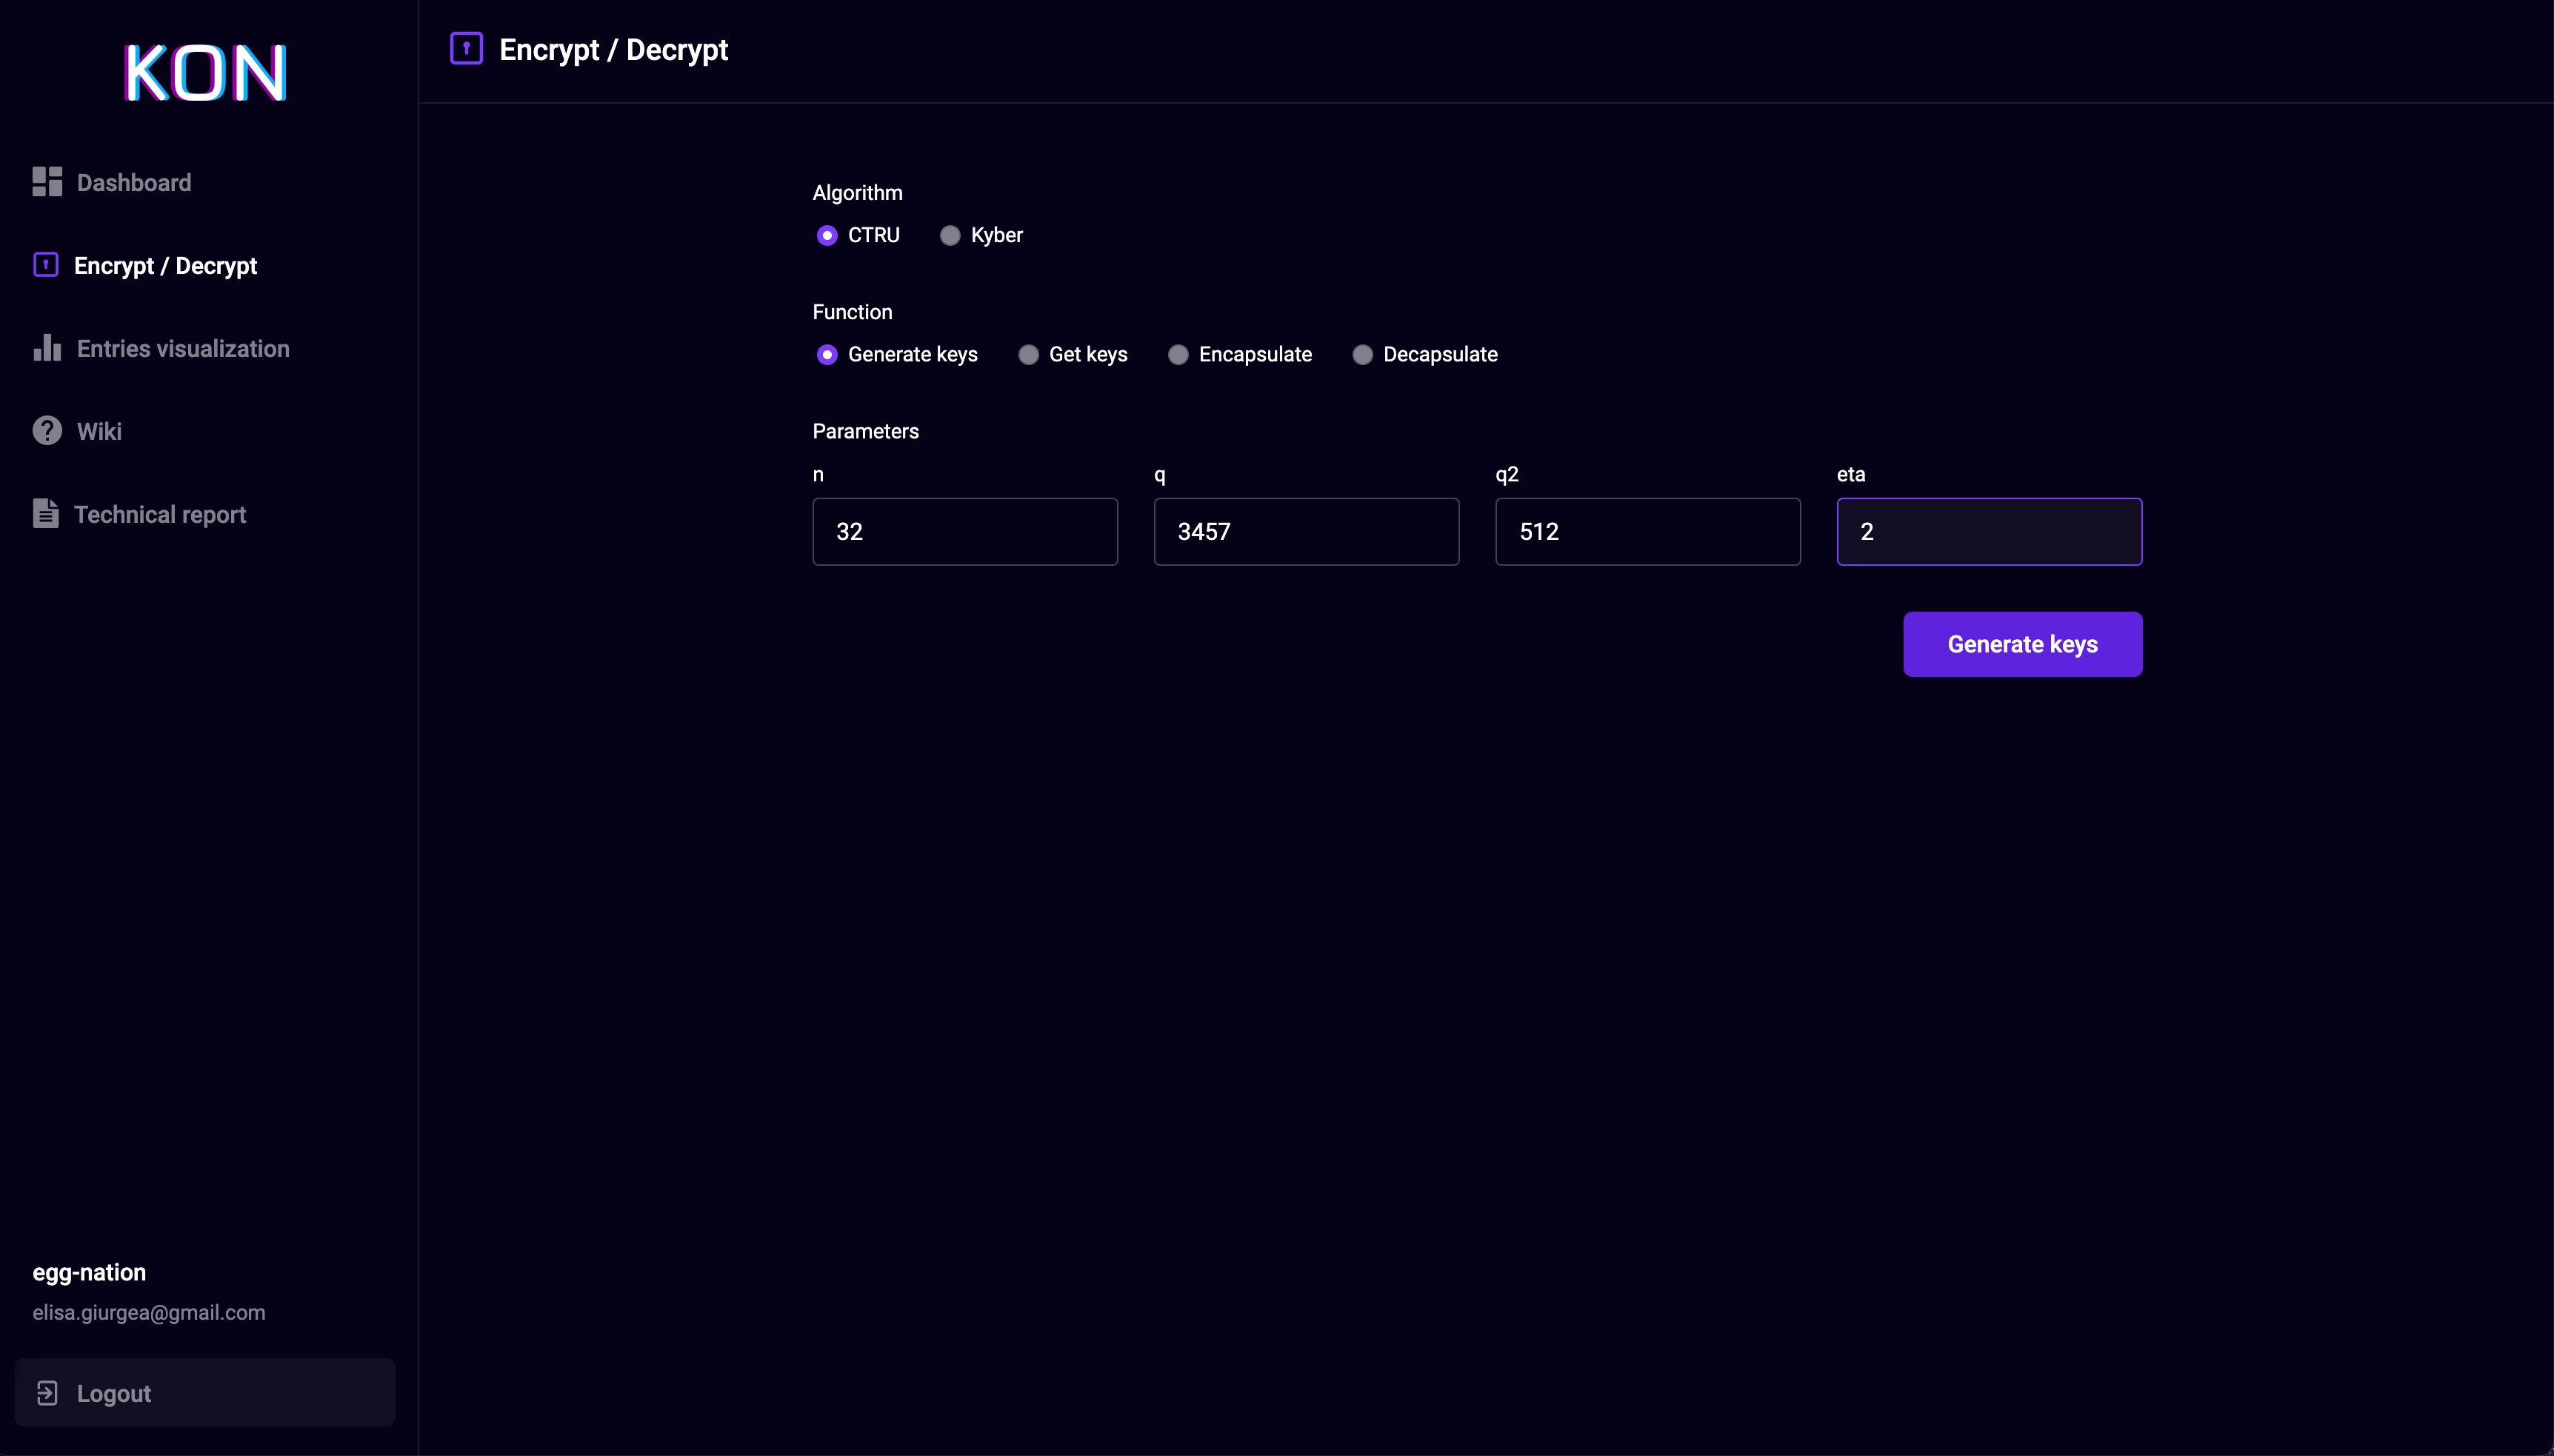 KON
Dashboard
Encrypt / Decrypt
Entries visualization
Wiki
Technical report
egg-nation
elisa.giurgea@gmail.com
Logout
Encrypt / Decrypt
Algorithm
CTRU Kyber
Function
Generate keys Get keys Encapsulate Decapsulate
Parameters
n q q2 eta
32 3457 512 2
Generate keys